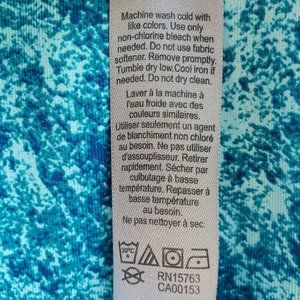 Machine wash cold with
like colors. Use only
non-chlorine bleach when
needed. Do not use fabric
softener. Remove promptly.
Tumble dry low.Cool iron if
needed. Do not dry clean.
Laver à la machine à
l'eau froide avec des
couleurs similaires.
Utiliser seulement un agent
de blanchiment non chloré
au besoin. Ne pas utiliser
d'assouplisseur. Retirer
rapidement. Sécher par
culbutage à basse
température. Repasser à
basse température au
besoin.
Ne pas nettoyer à sec.
RN15763
CA00153